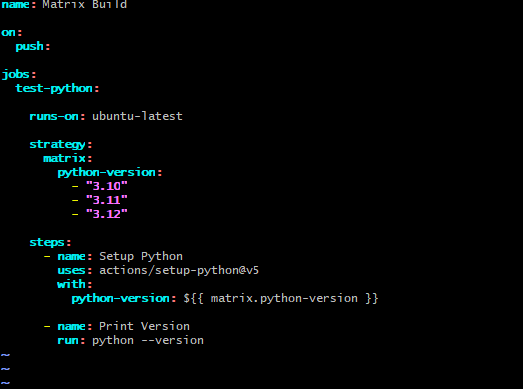 name: Matrix Build
on:
  push:
jobs:
  test-python:
    runs-on: ubuntu-latest
    strategy:
      matrix:
        python-version:
          - "3.10"
          - "3.11"
          - "3.12"
    steps:
      - name: Setup Python
        uses: actions/setup-python@v5
        with:
          python-version: ${{ matrix.python-version }}
      - name: Print Version
        run: python --version
~
~
~